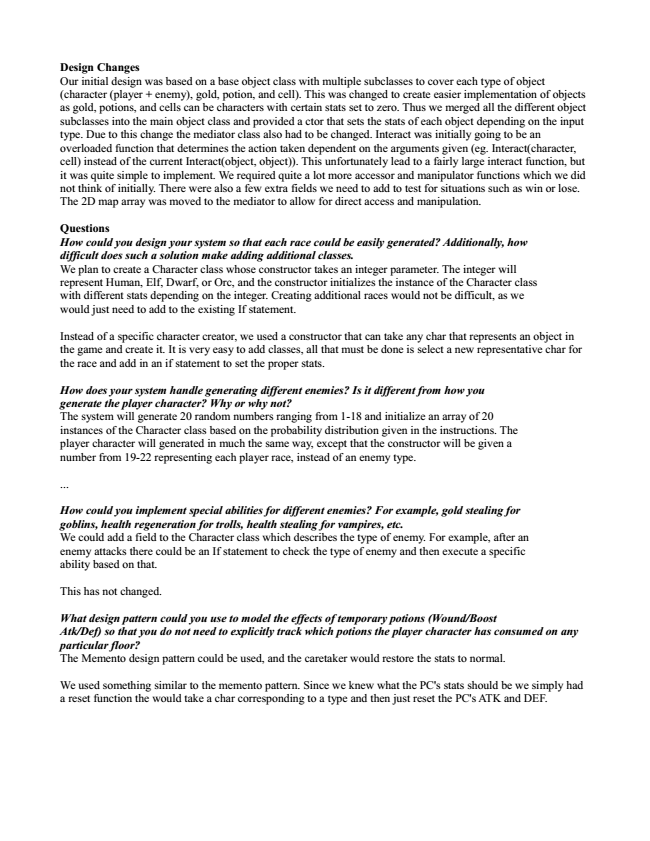 Design Changes
Our initial design was based on a base object class with multiple subclasses to cover each type of object
(character (player + enemy), gold, potion, and cell). This was changed to create easier implementation of objects
as gold, potions, and cells can be characters with certain stats set to zero. Thus we merged all the different object
subclasses into the main object class and provided a ctor that sets the stats of each object depending on the input
type. Due to this change the mediator class also had to be changed. Interact was initially going to be an
overloaded function that determines the action taken dependent on the arguments given (eg. Interact(character,
cell) instead of the current Interact(object, object)). This unfortunately lead to a fairly large interact function, but
it was quite simple to implement. We required quite a lot more accessor and manipulator functions which we did
not think of initially. There were also a few extra fields we need to add to test for situations such as win or lose.
The 2D map array was moved to the mediator to allow for direct access and manipulation.
Questions
How could you design your system so that each race could be easily generated? Additionally, how
difficult does such a solution make adding additional classes.
We plan to create a Character class whose constructor takes an integer parameter. The integer will
represent Human, Elf, Dwarf, or Orc, and the constructor initializes the instance of the Character class
with different stats depending on the integer. Creating additional races would not be difficult, as we
would just need to add to the existing If statement.
Instead of a specific character creator, we used a constructor that can take any char that represents an object in
the game and create it. It is very easy to add classes, all that must be done is select a new representative char for
the race and add in an if statement to set the proper stats.
How does your system handle generating different enemies? Is it different from how you
generate the player character? Why or why not?
The system will generate 20 random numbers ranging from 1-18 and initialize an array of 20
instances of the Character class based on the probability distribution given in the instructions. The
player character will generated in much the same way, except that the constructor will be given a
number from 19-22 representing each player race, instead of an enemy type.
...
How could you implement special abilities for different enemies? For example, gold stealing for
goblins, health regeneration for trolls, health stealing for vampires, etc.
We could add a field to the Character class which describes the type of enemy. For example, after an
enemy attacks there could be an If statement to check the type of enemy and then execute a specific
ability based on that.
This has not changed.
What design pattern could you use to model the effects of temporary potions (Wound/Boost
Atk/Def) so that you do not need to explicitly track which potions the player character has consumed on any
particular floor?
The Memento design pattern could be used, and the caretaker would restore the stats to normal.
We used something similar to the memento pattern. Since we knew what the PC's stats should be we simply had
a reset function the would take a char corresponding to a type and then just reset the PC's ATK and DEF.